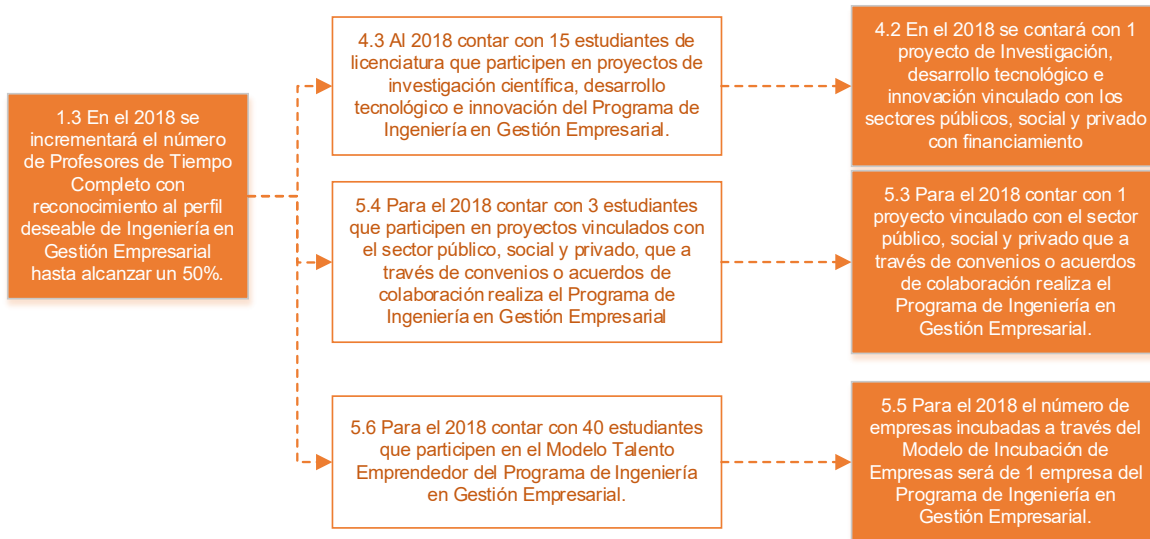 1.3 En el 2018 se
incrementará el número
de Profesores de Tiempo
Completo con
reconocimiento al perfil
deseable de Ingeniería en
Gestión Empresarial
hasta alcanzar un 50%.
4.3 Al 2018 contar con 15 estudiantes de
licenciatura que participen en proyectos de
investigación científica, desarrollo
tecnológico e innovación del Programa de
Ingeniería en Gestión Empresarial.
4.2 En el 2018 se contará con 1
proyecto de Investigación,
desarrollo tecnológico e
innovación vinculado con los
sectores públicos, social y privado
con financiamiento
5.4 Para el 2018 contar con 3 estudiantes
que participen en proyectos vinculados con
el sector público, social y privado, que a
través de convenios o acuerdos de
colaboración realiza el Programa de
Ingeniería en Gestión Empresarial
5.3 Para el 2018 contar con 1
proyecto vinculado con el sector
público, social y privado que a
través de convenios o acuerdos
de colaboración realiza el
Programa de Ingeniería en
Gestión Empresarial.
5.6 Para el 2018 contar con 40 estudiantes
que participen en el Modelo Talento
Emprendedor del Programa de Ingeniería
en Gestión Empresarial.
5.5 Para el 2018 el número de
empresas incubadas a través del
Modelo de Incubación de
Empresas será de 1 empresa del
Programa de Ingeniería en
Gestión Empresarial.